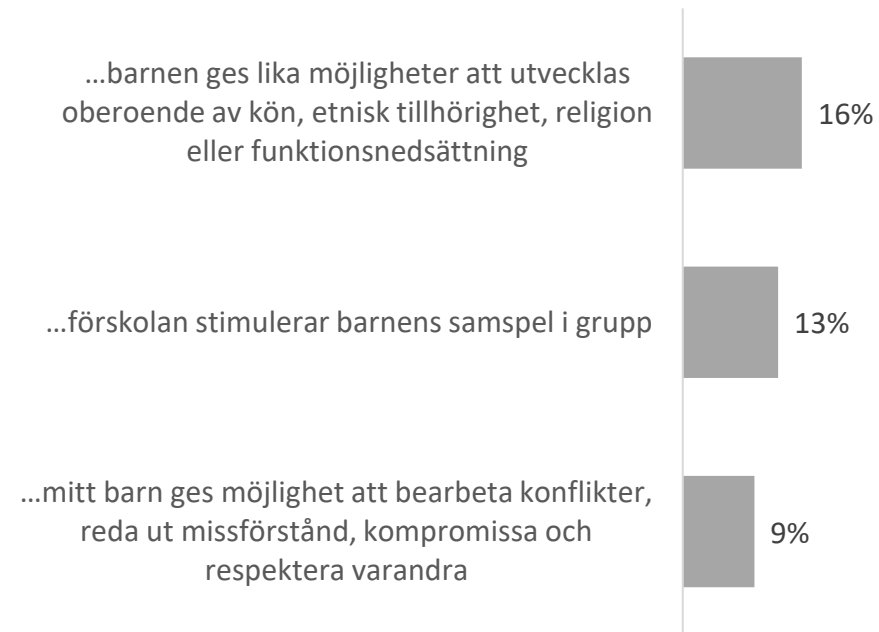 …barnen ges lika möjligheter att utvecklas
oberoende av kön, etnisk tillhörighet, religion
eller funktionsnedsättning
16%
…förskolan stimulerar barnens samspel i grupp
13%
…mitt barn ges möjlighet att bearbeta konflikter,
reda ut missförstånd, kompromissa och
respektera varandra
9%